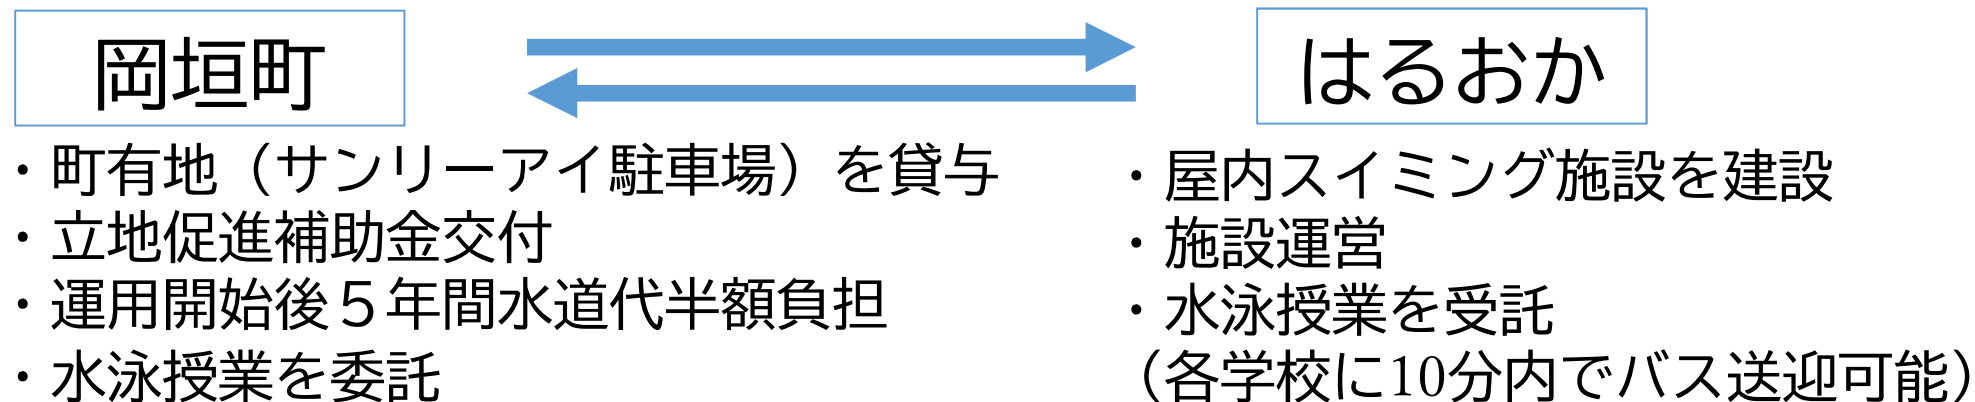 岡垣町
・町有地（サンリーアイ駐車場）を貸与
・立地促進補助金交付
・運用開始後５年間水道代半額負担
・水泳授業を委託
はるおか
・屋内スイミング施設を建設
・施設運営
・水泳授業を受託
（各学校に10分内でバス送迎可能）